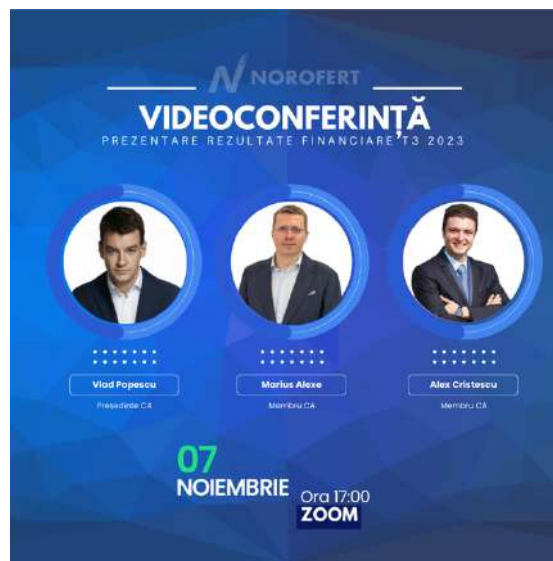 NOROFERT
VIDEOCONFERINȚĂ
PREZENTARE REZULTATE FINANCIARE T3 2023
Vlad Popescu
Președinte CA
Marius Alexe
Membru CA
Alex Cristescu
Membru CA
07
NOIEMBRIE
Ora 17:00
ZOOM